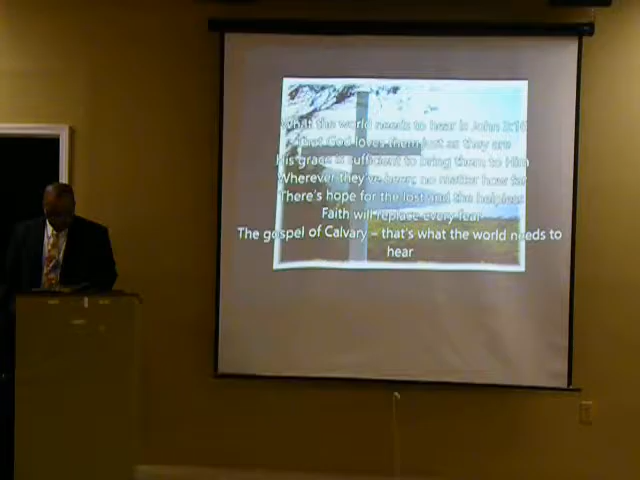 What the world needs to hear is John 3:16
that God loves them just as they are
His grace is sufficient to bring them to Him
Wherever they've been, no matter how far
There's hope for the lost and the helpless
Faith will replace every fear
The gospel of Calvary - that's what the world needs to
hear